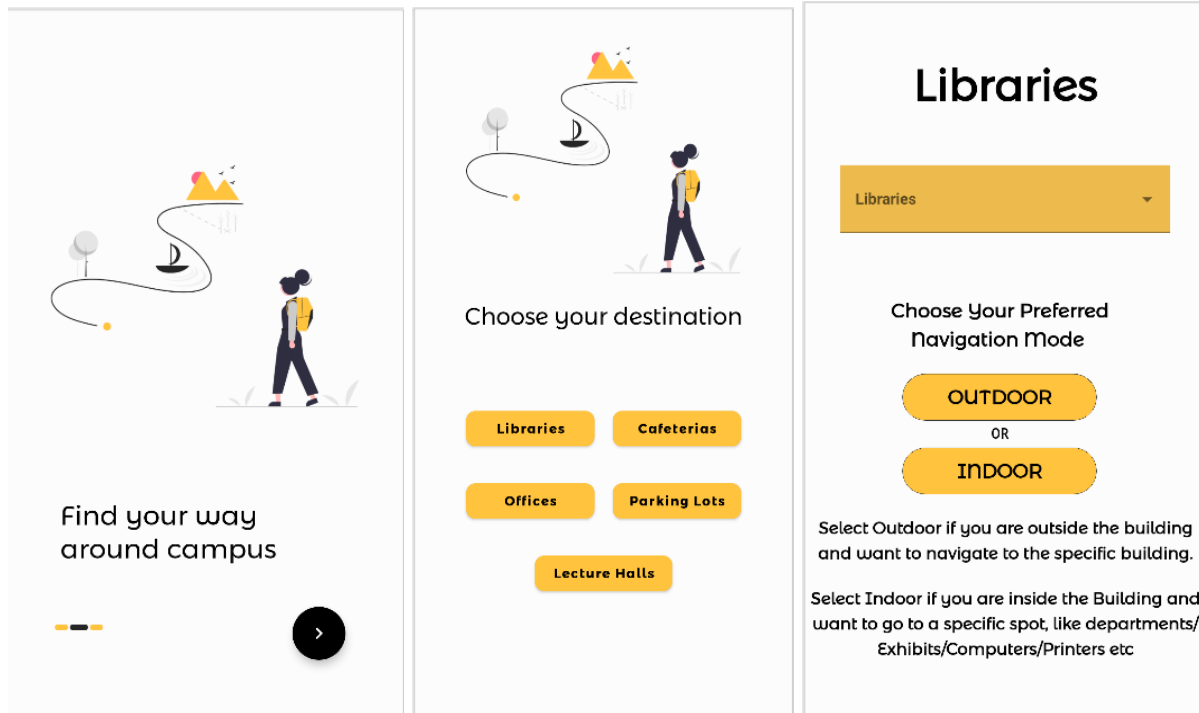 Find your way
around campus
Choose your destination
Libraries
Cafeterias
Offices
Parking Lots
Lecture Halls
Libraries
Libraries
Choose Your Preferred
Navigation Mode
OUTDOOR
OR
INDOOR
Select Outdoor if you are outside the building
and want to navigate to the specific building.
Select Indoor if you are inside the Building and
want to go to a specific spot, like departments/
Exhibits/Computers/Printers etc